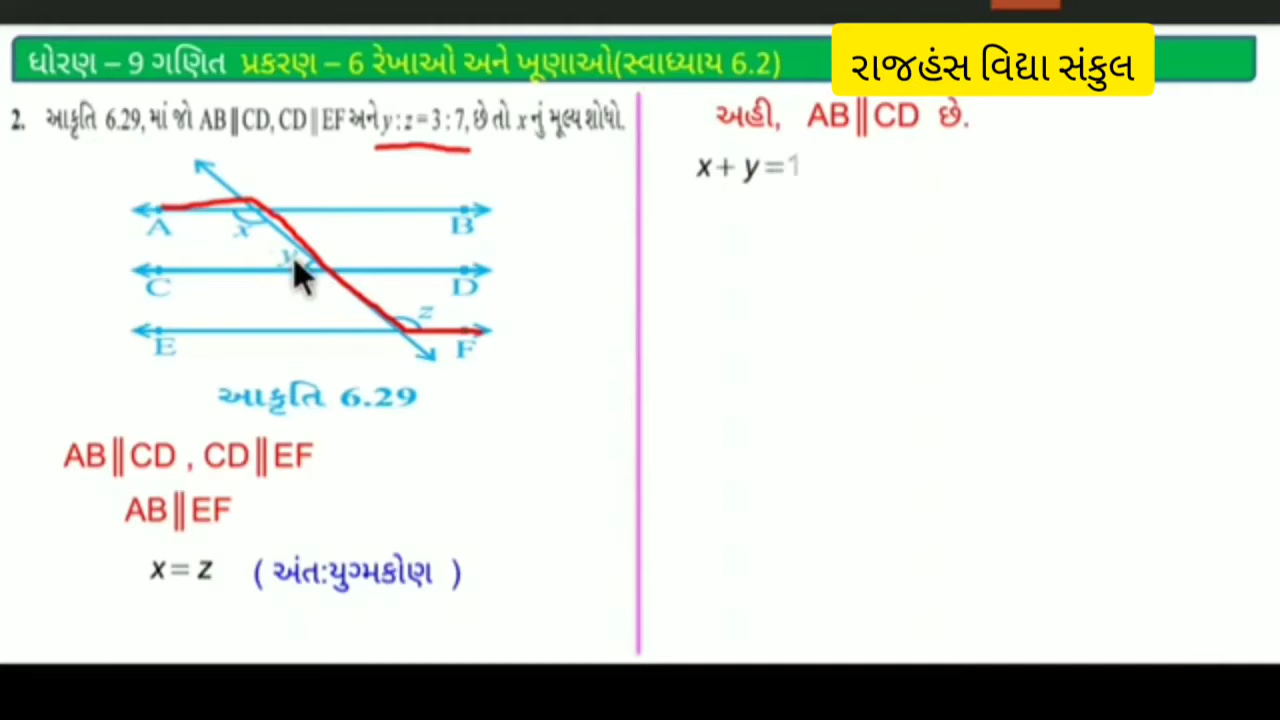 ધોરણ – 9 ગણિત પ્રકરણ – 6 રેખાઓ અને ખૂણાઓ(સ્વાધ્યાય 6.2)
રાજહંસ વિદ્યા સંકુલ
2. આકૃતિ 6.29, માં જો AB || CD, CD || EF અને y : z = 3 : 7, છે તો x નું મૂલ્ય શોધો.
A
B
x
y
C
D
z
E
F
આકૃતિ 6.29
AB || CD , CD || EF
AB || EF
x = z ( અંત:યુગ્મકોણ )
અહી, AB || CD છે.
x + y = 1